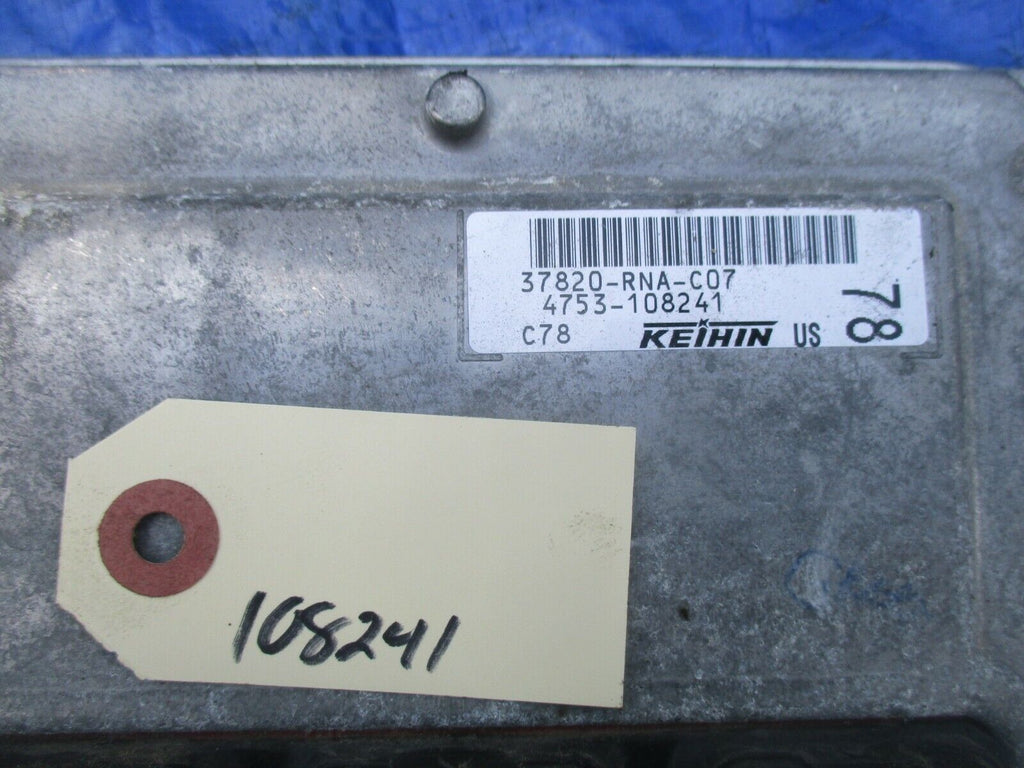 37820-RNA-C07
4753-108241
C78 KEIHIN US 78
108241